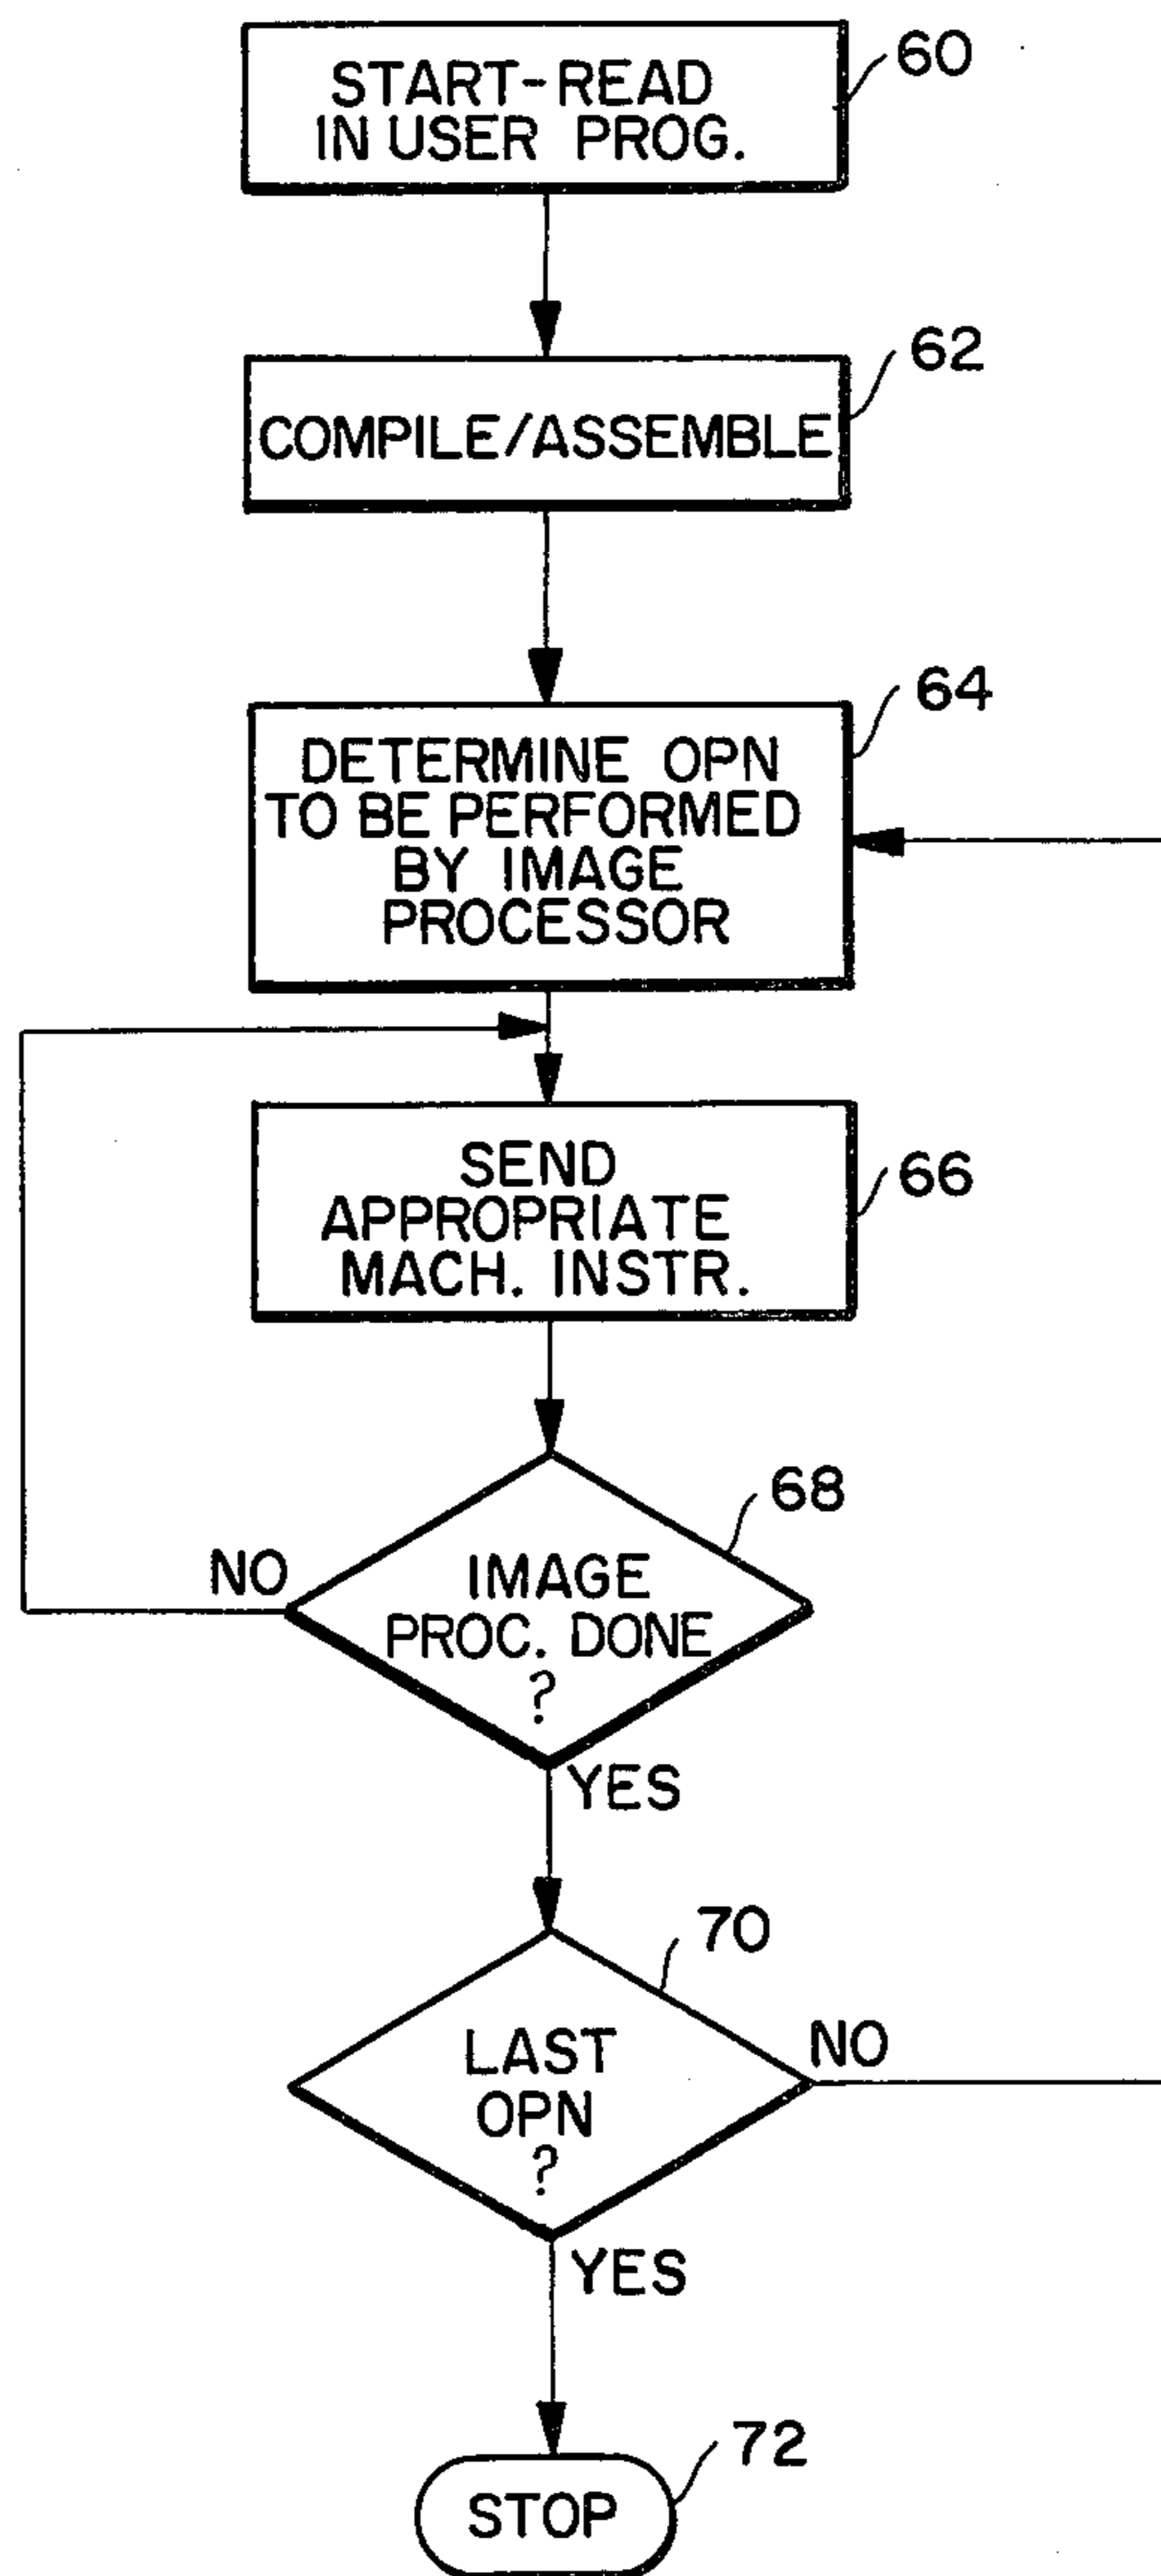 START-READ
IN USER PROG.
60
COMPILE/ASSEMBLE
62
DETERMINE OPN
TO BE PERFORMED
BY IMAGE
PROCESSOR
64
SEND
APPROPRIATE
MACH. INSTR.
66
IMAGE
PROC. DONE
?
68
NO
YES
LAST
OPN
?
70
NO
YES
STOP
72